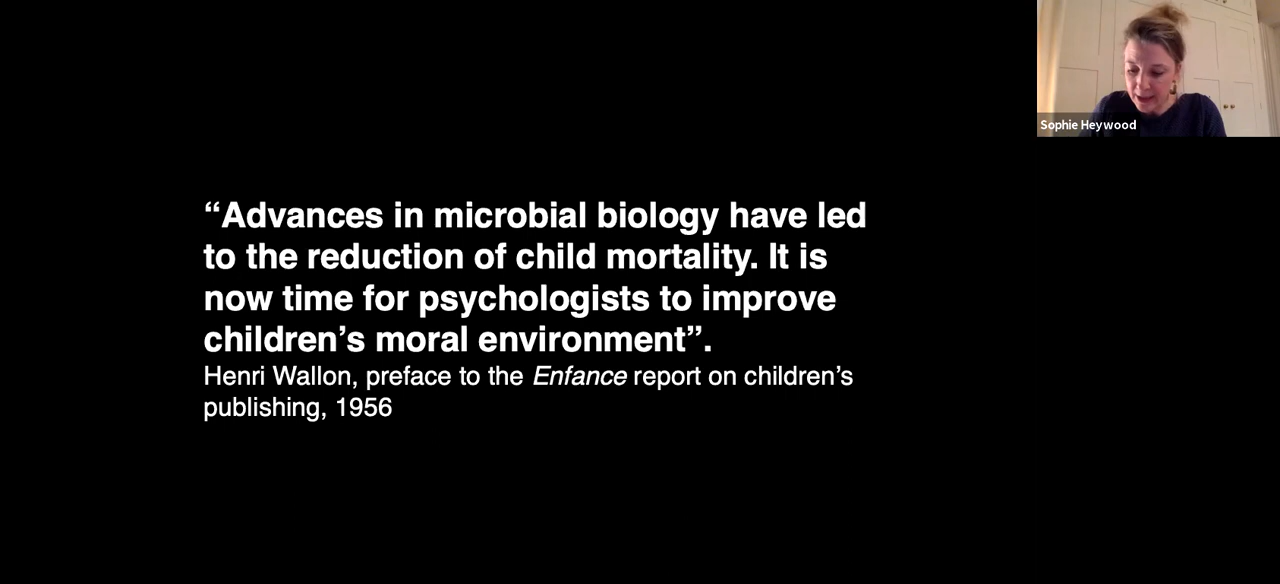 Sophie Heywood
“Advances in microbial biology have led
to the reduction of child mortality. It is
now time for psychologists to improve
children’s moral environment”.
Henri Wallon, preface to the Enfance report on children’s
publishing, 1956